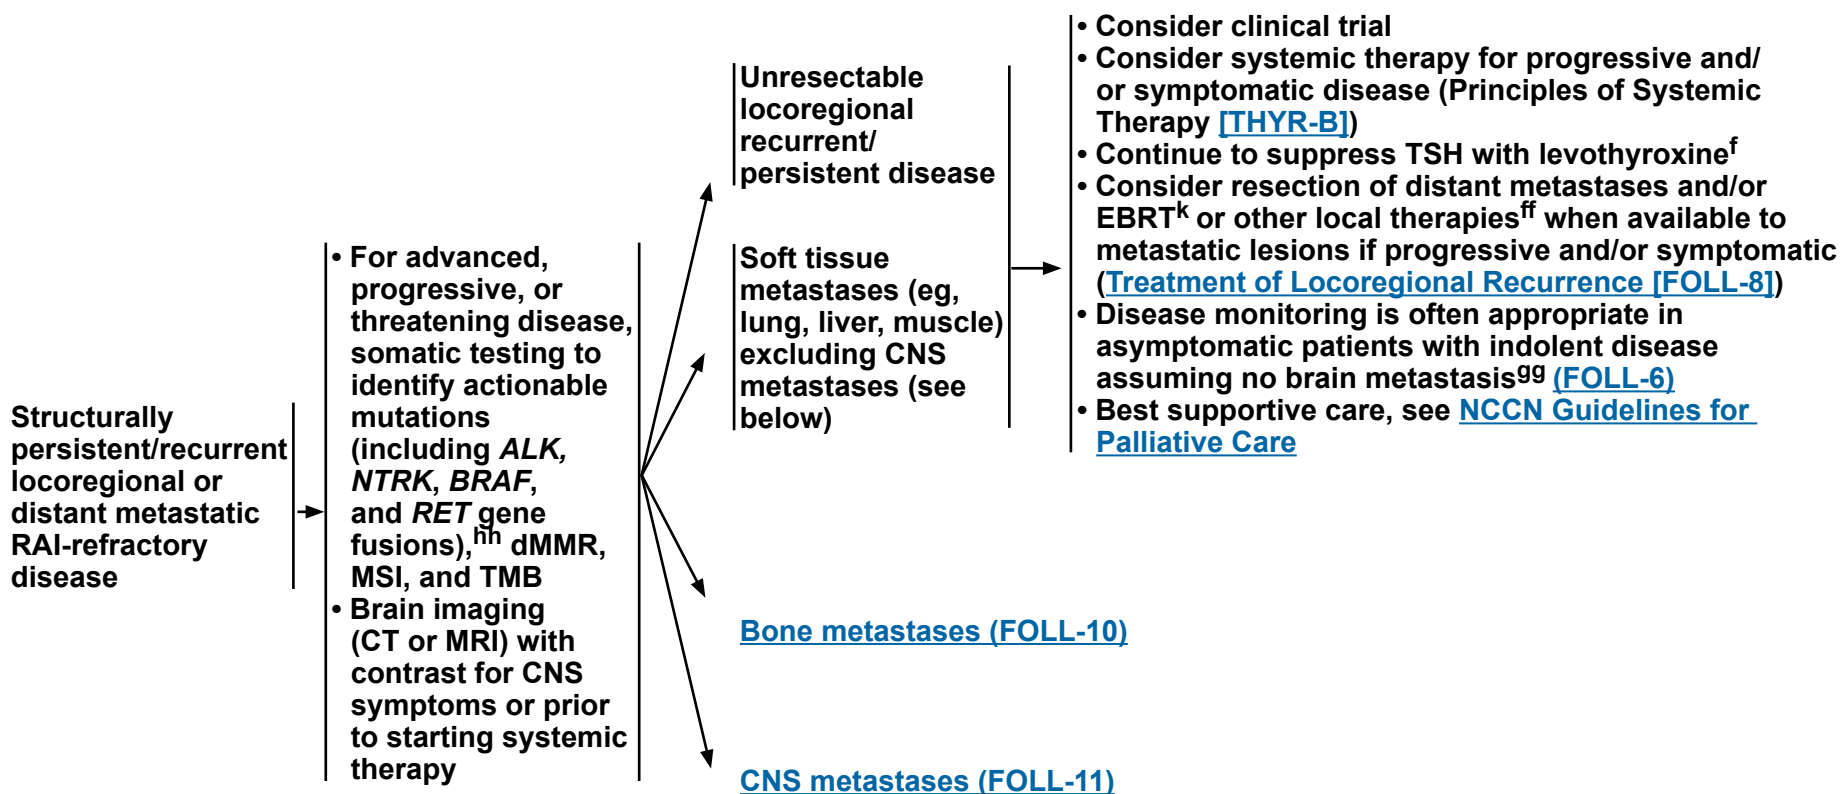 Structurally
persistent/recurrent
locoregional or
distant metastatic
RAI-refractory
disease
• For advanced,
progressive, or
threatening disease,
somatic testing to
identify actionable
mutations
(including ALK,
NTRK, BRAF,
and RET gene
fusions),hh dMMR,
MSI, and TMB
• Brain imaging
(CT or MRI) with
contrast for CNS
symptoms or prior
to starting systemic
therapy
Unresectable
locoregional
recurrent/
persistent disease
Soft tissue
metastases (eg,
lung, liver, muscle)
excluding CNS
metastases (see
below)
Bone metastases (FOLL-10)
CNS metastases (FOLL-11)
• Consider clinical trial
• Consider systemic therapy for progressive and/
or symptomatic disease (Principles of Systemic
Therapy [THYR-B])
• Continue to suppress TSH with levothyroxinef
• Consider resection of distant metastases and/or
EBRTk or other local therapiesff when available to
metastatic lesions if progressive and/or symptomatic
(Treatment of Locoregional Recurrence [FOLL-8])
• Disease monitoring is often appropriate in
asymptomatic patients with indolent disease
assuming no brain metastasisgg (FOLL-6)
• Best supportive care, see NCCN Guidelines for
Palliative Care